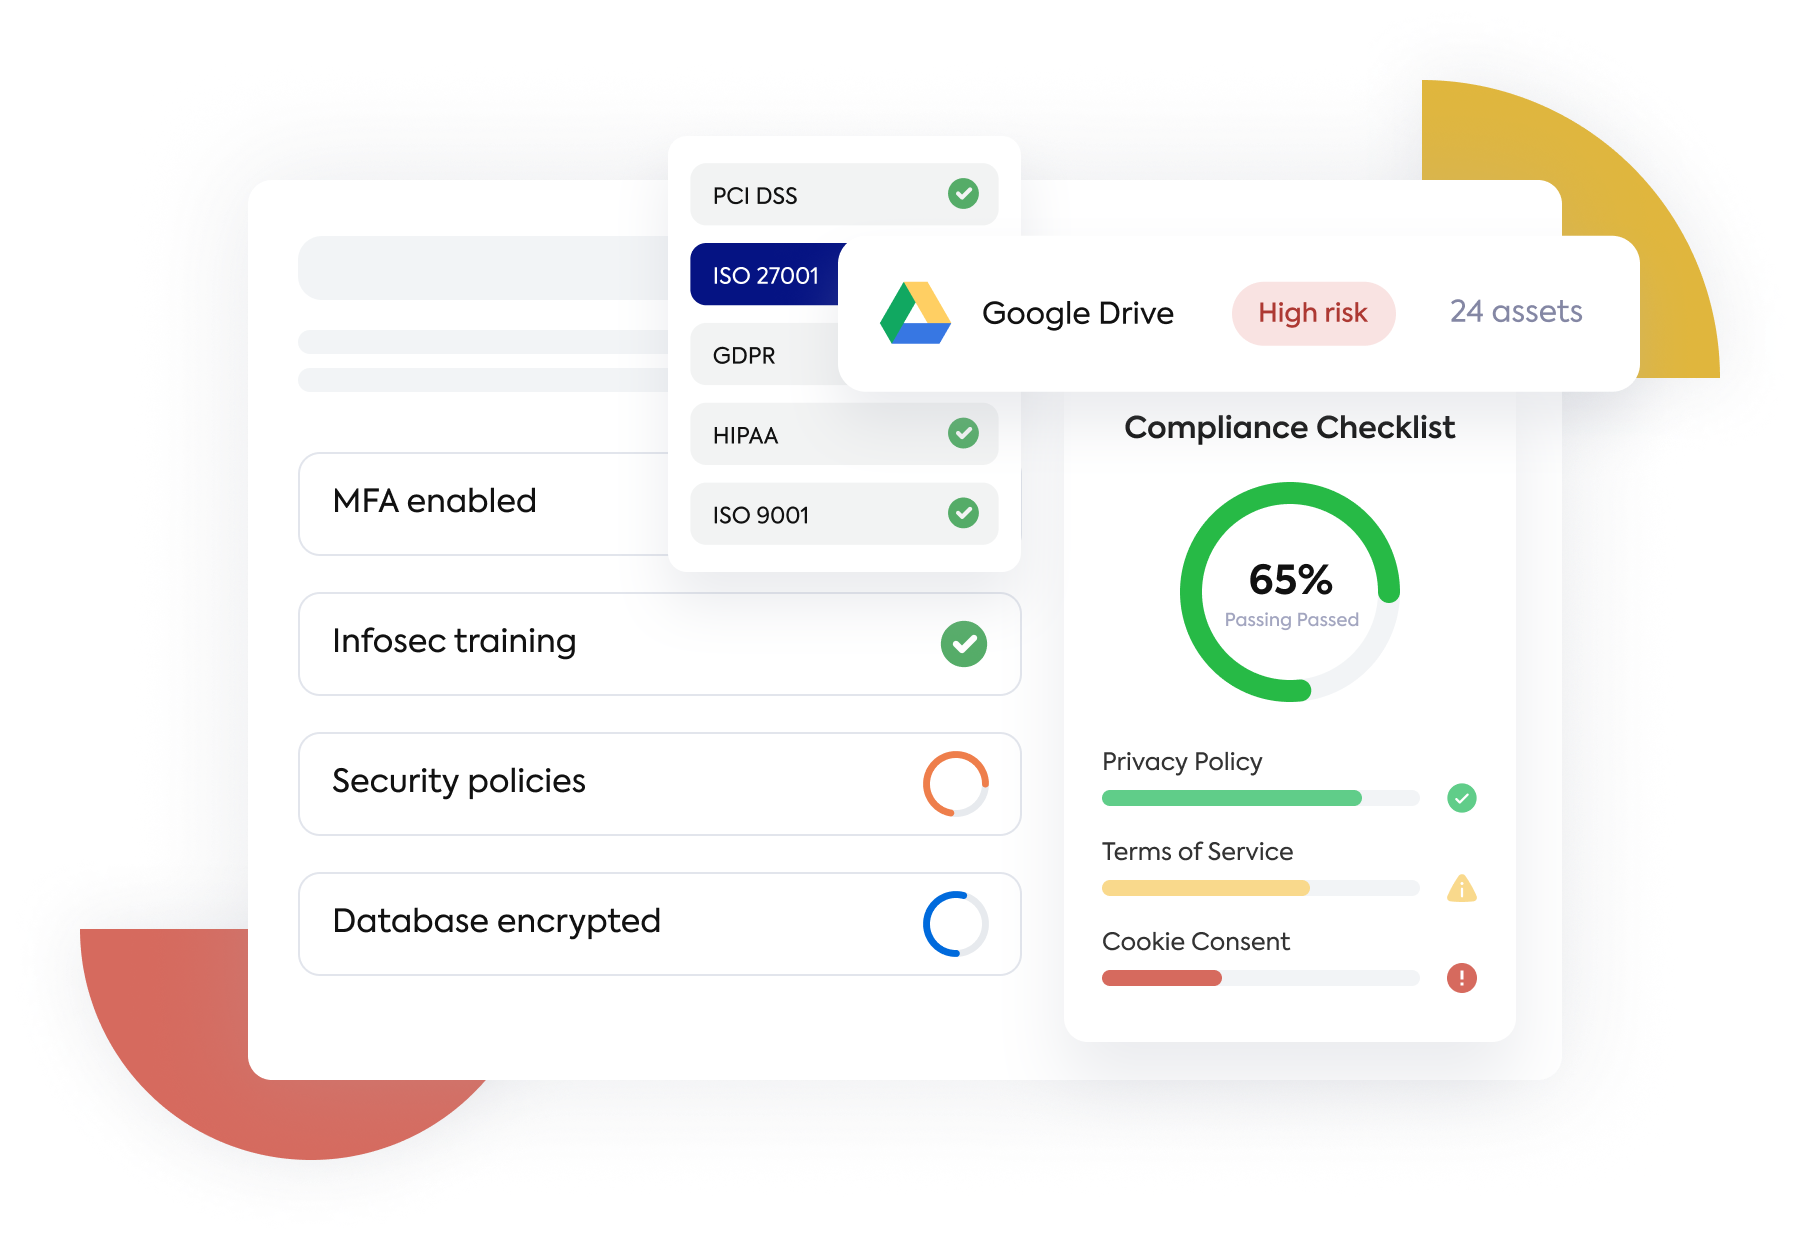 PCI DSS
ISO 27001
GDPR
HIPAA
ISO 9001
Google Drive
High risk
24 assets
MFA enabled
Infosec training
Security policies
Database encrypted
Compliance Checklist
65%
Passing Passed
Privacy Policy
Terms of Service
Cookie Consent